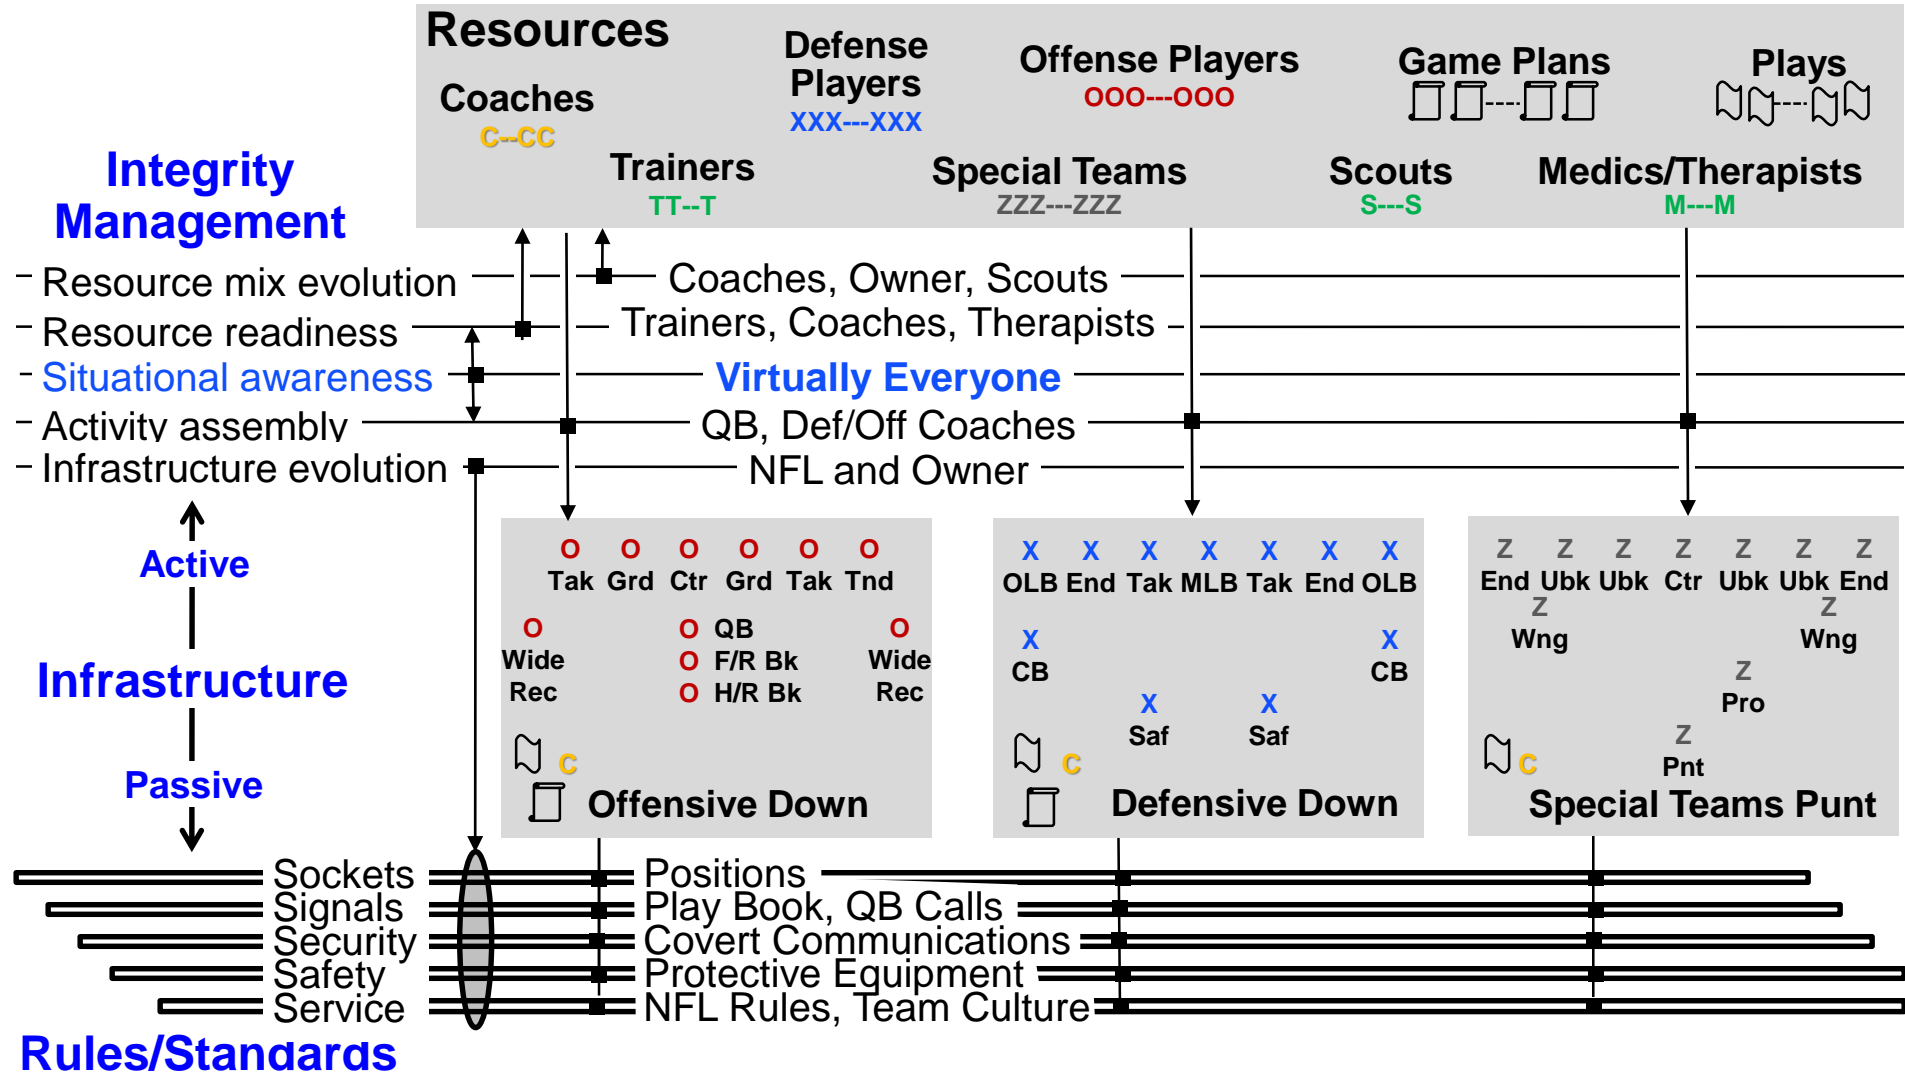 Resources
Defense
Players
XXX---XXX
Offense Players
OOO---OOO
Game Plans
Plays
Coaches
C--CC
Trainers
TT--T
Special Teams
ZZZ---ZZZ
Scouts
S---S
Medics/Therapists
M---M
Integrity
Management
– Resource mix evolution
Coaches, Owner, Scouts
– Resource readiness
Trainers, Coaches, Therapists
– Situational awareness
Virtually Everyone
– Activity assembly
QB, Def/Off Coaches
– Infrastructure evolution
NFL and Owner
Active
Infrastructure
Passive
O O O O O O
Tak Grd Ctr Grd Tak Tnd
O O QB O
Wide O F/R Bk Wide
Rec O H/R Bk Rec
C
Offensive Down
X X X X X X X
OLB End Tak MLB Tak End OLB
X X
CB CB
X X
Saf Saf
C
Defensive Down
Z Z Z Z Z Z Z
End Ubk Ubk Ctr Ubk Ubk End
Z Z
Wng Wng
Z
Pro
Z
C
Pnt
Special Teams Punt
Sockets
Positions
Signals
Play Book, QB Calls
Security
Covert Communications
Safety
Protective Equipment
Service
NFL Rules, Team Culture
Rules/Standards